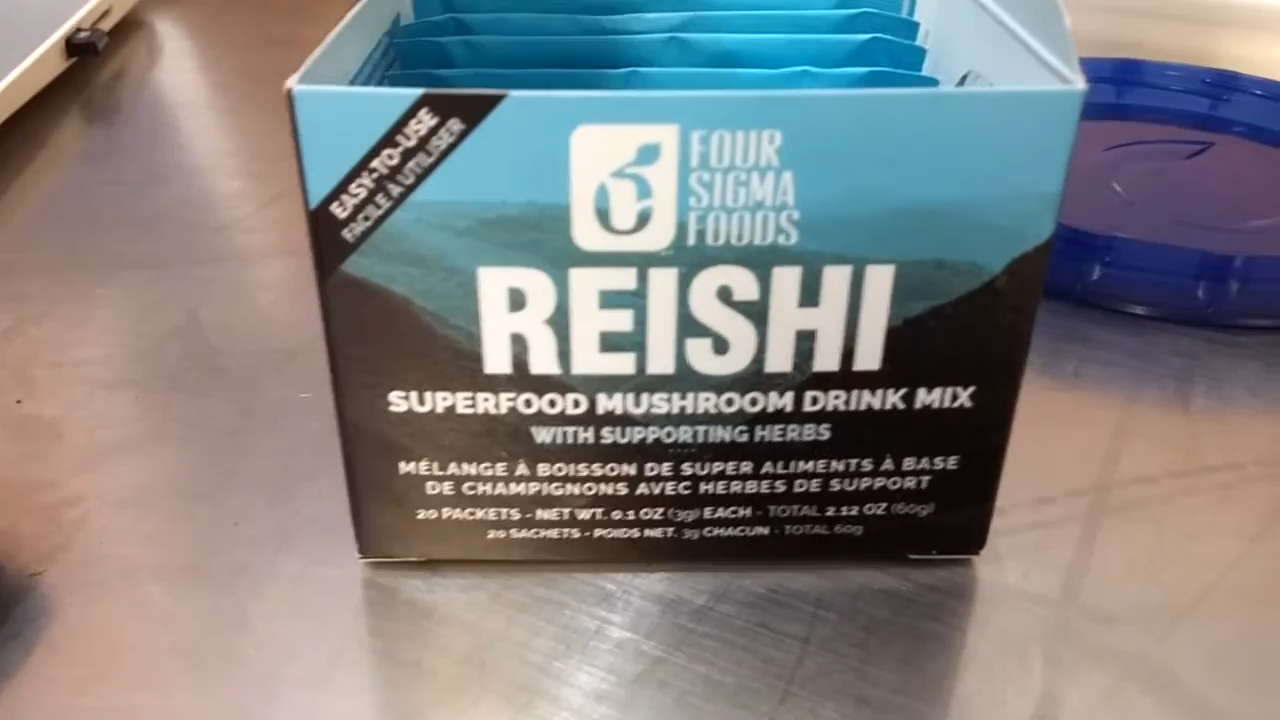 EASY-TO-USE
FACILE À UTILISER
FOUR
SIGMA
FOODS
REISHI
SUPERFOOD MUSHROOM DRINK MIX
WITH SUPPORTING HERBS
MÉLANGE À BOISSON DE SUPER ALIMENTS À BASE
DE CHAMPIGNONS AVEC HERBES DE SUPPORT
20 PACKETS - NET WT. 0.1 OZ (3g) EACH - TOTAL 2.12 OZ (60g)
20 SACHETS - POIDS NET. 3g CHACUN - TOTAL 60g